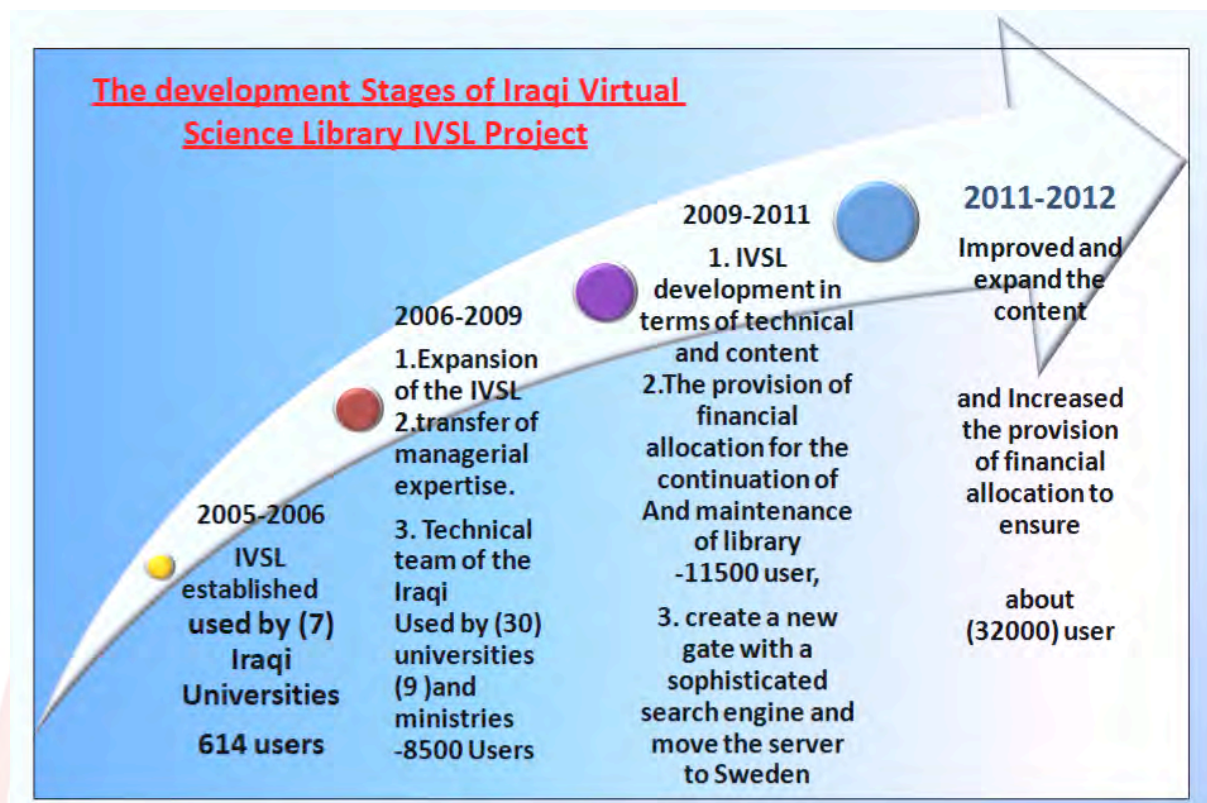 The development Stages of Iraqi Virtual
Science Library IVSL Project
2005-2006
IVSL
established
used by (7)
Iraqi
Universities
614 users
2006-2009
1.Expansion
of the IVSL
2.transfer of
managerial
expertise.
3. Technical
team of the
Iraqi
Used by (30)
universities
(9 )and
ministries
-8500 Users
2009-2011
1. IVSL
development in
terms of technical
and content
2.The provision of
financial
allocation for the
continuation of
And maintenance
of library
-11500 user,
3. create a new
gate with a
sophisticated
search engine and
move the server
to Sweden
2011-2012
Improved and
expand the
content
and Increased
the provision
of financial
allocation to
ensure
about
(32000) user